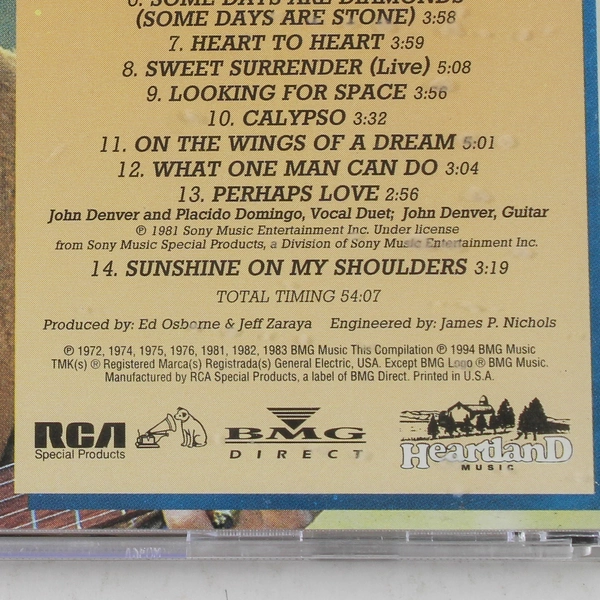 6. SOME DAYS ARE DIAMONDS
(SOME DAYS ARE STONE) 3:58
7. HEART TO HEART 3:59
8. SWEET SURRENDER (Live) 5:08
9. LOOKING FOR SPACE 3:56
10. CALYPSO 3:32
11. ON THE WINGS OF A DREAM 5:01
12. WHAT ONE MAN CAN DO 3:04
13. PERHAPS LOVE 2:56
John Denver and Placido Domingo, Vocal Duet; John Denver, Guitar
℗ 1981 Sony Music Entertainment Inc. Under license
from Sony Music Special Products, a Division of Sony Music Entertainment Inc.
14. SUNSHINE ON MY SHOULDERS 3:19
TOTAL TIMING 54:07
Produced by: Ed Osborne & Jeff Zaraya Engineered by: James P. Nichols
℗ 1972, 1974, 1975, 1976, 1981, 1982, 1983 BMG Music This Compilation ℗ 1994 BMG Music
TMK(s) ® Registered Marca(s) Registrada(s) General Electric, USA. Except BMG Logo ® BMG Music.
Manufactured by RCA Special Products, a label of BMG Direct. Printed in U.S.A.
RCA
Special Products
BMG
DIRECT
HeartlanD
MUSIC